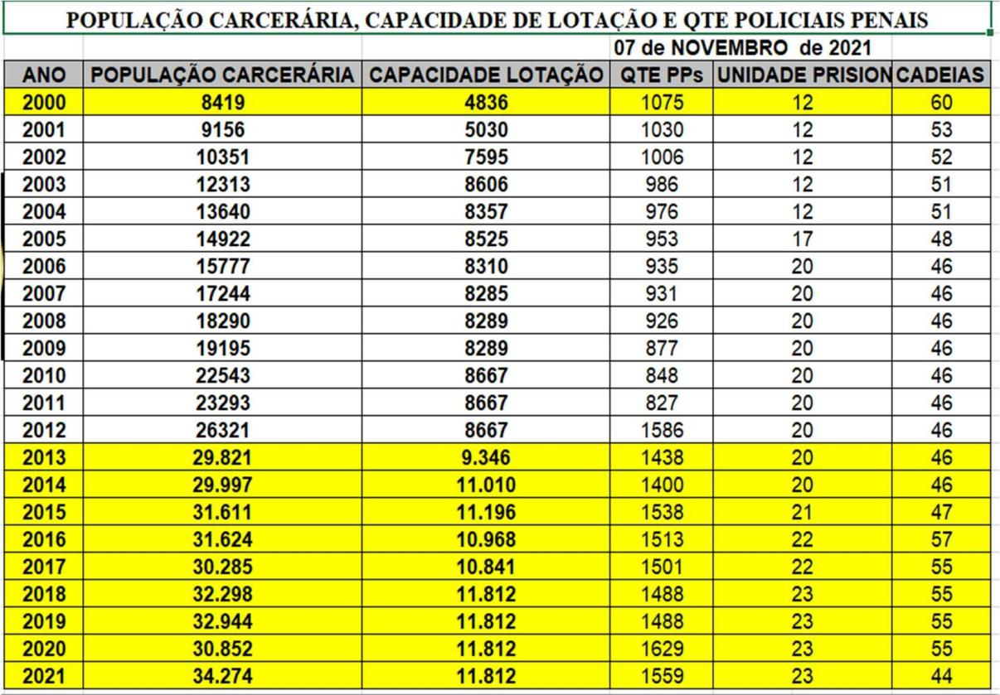 POPULAÇÃO CARCERÁRIA, CAPACIDADE DE LOTAÇÃO E QTE POLICIAIS PENAIS
07 de NOVEMBRO de 2021
ANO POPULAÇÃO CARCERÁRIA CAPACIDADE LOTAÇÃO QTE PPs UNIDADE PRISION CADEIAS
2000 8419 4836 1075 12 60
2001 9156 5030 1030 12 53
2002 10351 7595 1006 12 52
2003 12313 8606 986 12 51
2004 13640 8357 976 12 51
2005 14922 8525 953 17 48
2006 15777 8310 935 20 46
2007 17244 8285 931 20 46
2008 18290 8289 926 20 46
2009 19195 8289 877 20 46
2010 22543 8667 848 20 46
2011 23293 8667 827 20 46
2012 26321 8667 1586 20 46
2013 29.821 9.346 1438 20 46
2014 29.997 11.010 1400 20 46
2015 31.611 11.196 1538 21 47
2016 31.624 10.968 1513 22 57
2017 30.285 10.841 1501 22 55
2018 32.298 11.812 1488 23 55
2019 32.944 11.812 1488 23 55
2020 30.852 11.812 1629 23 55
2021 34.274 11.812 1559 23 44